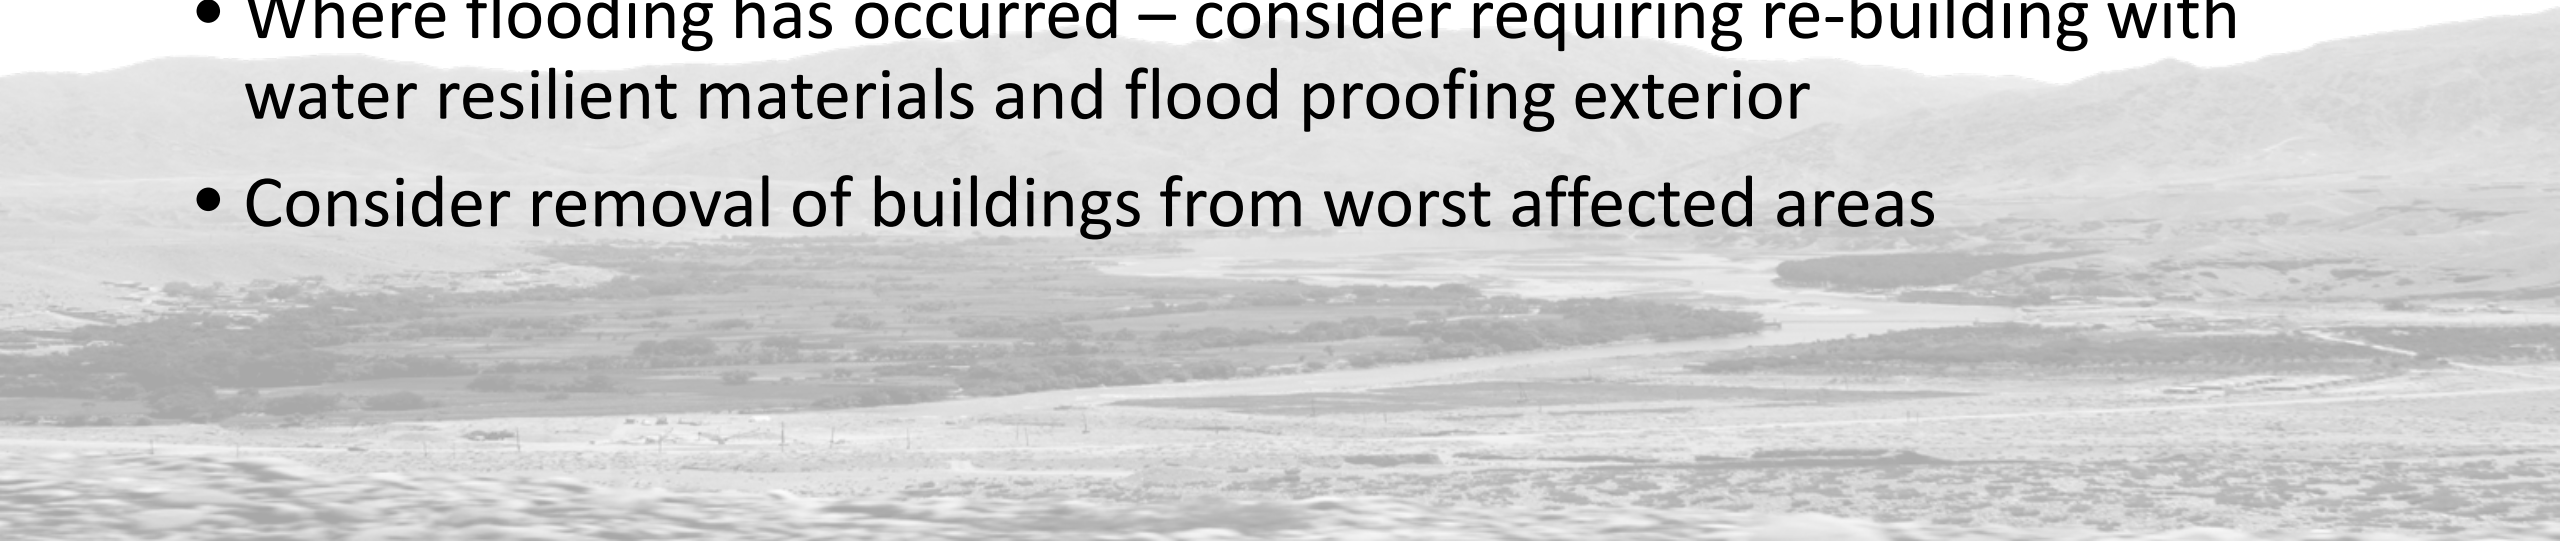 • Where flooding has occurred – consider requiring re-building with
water resilient materials and flood proofing exterior
• Consider removal of buildings from worst affected areas